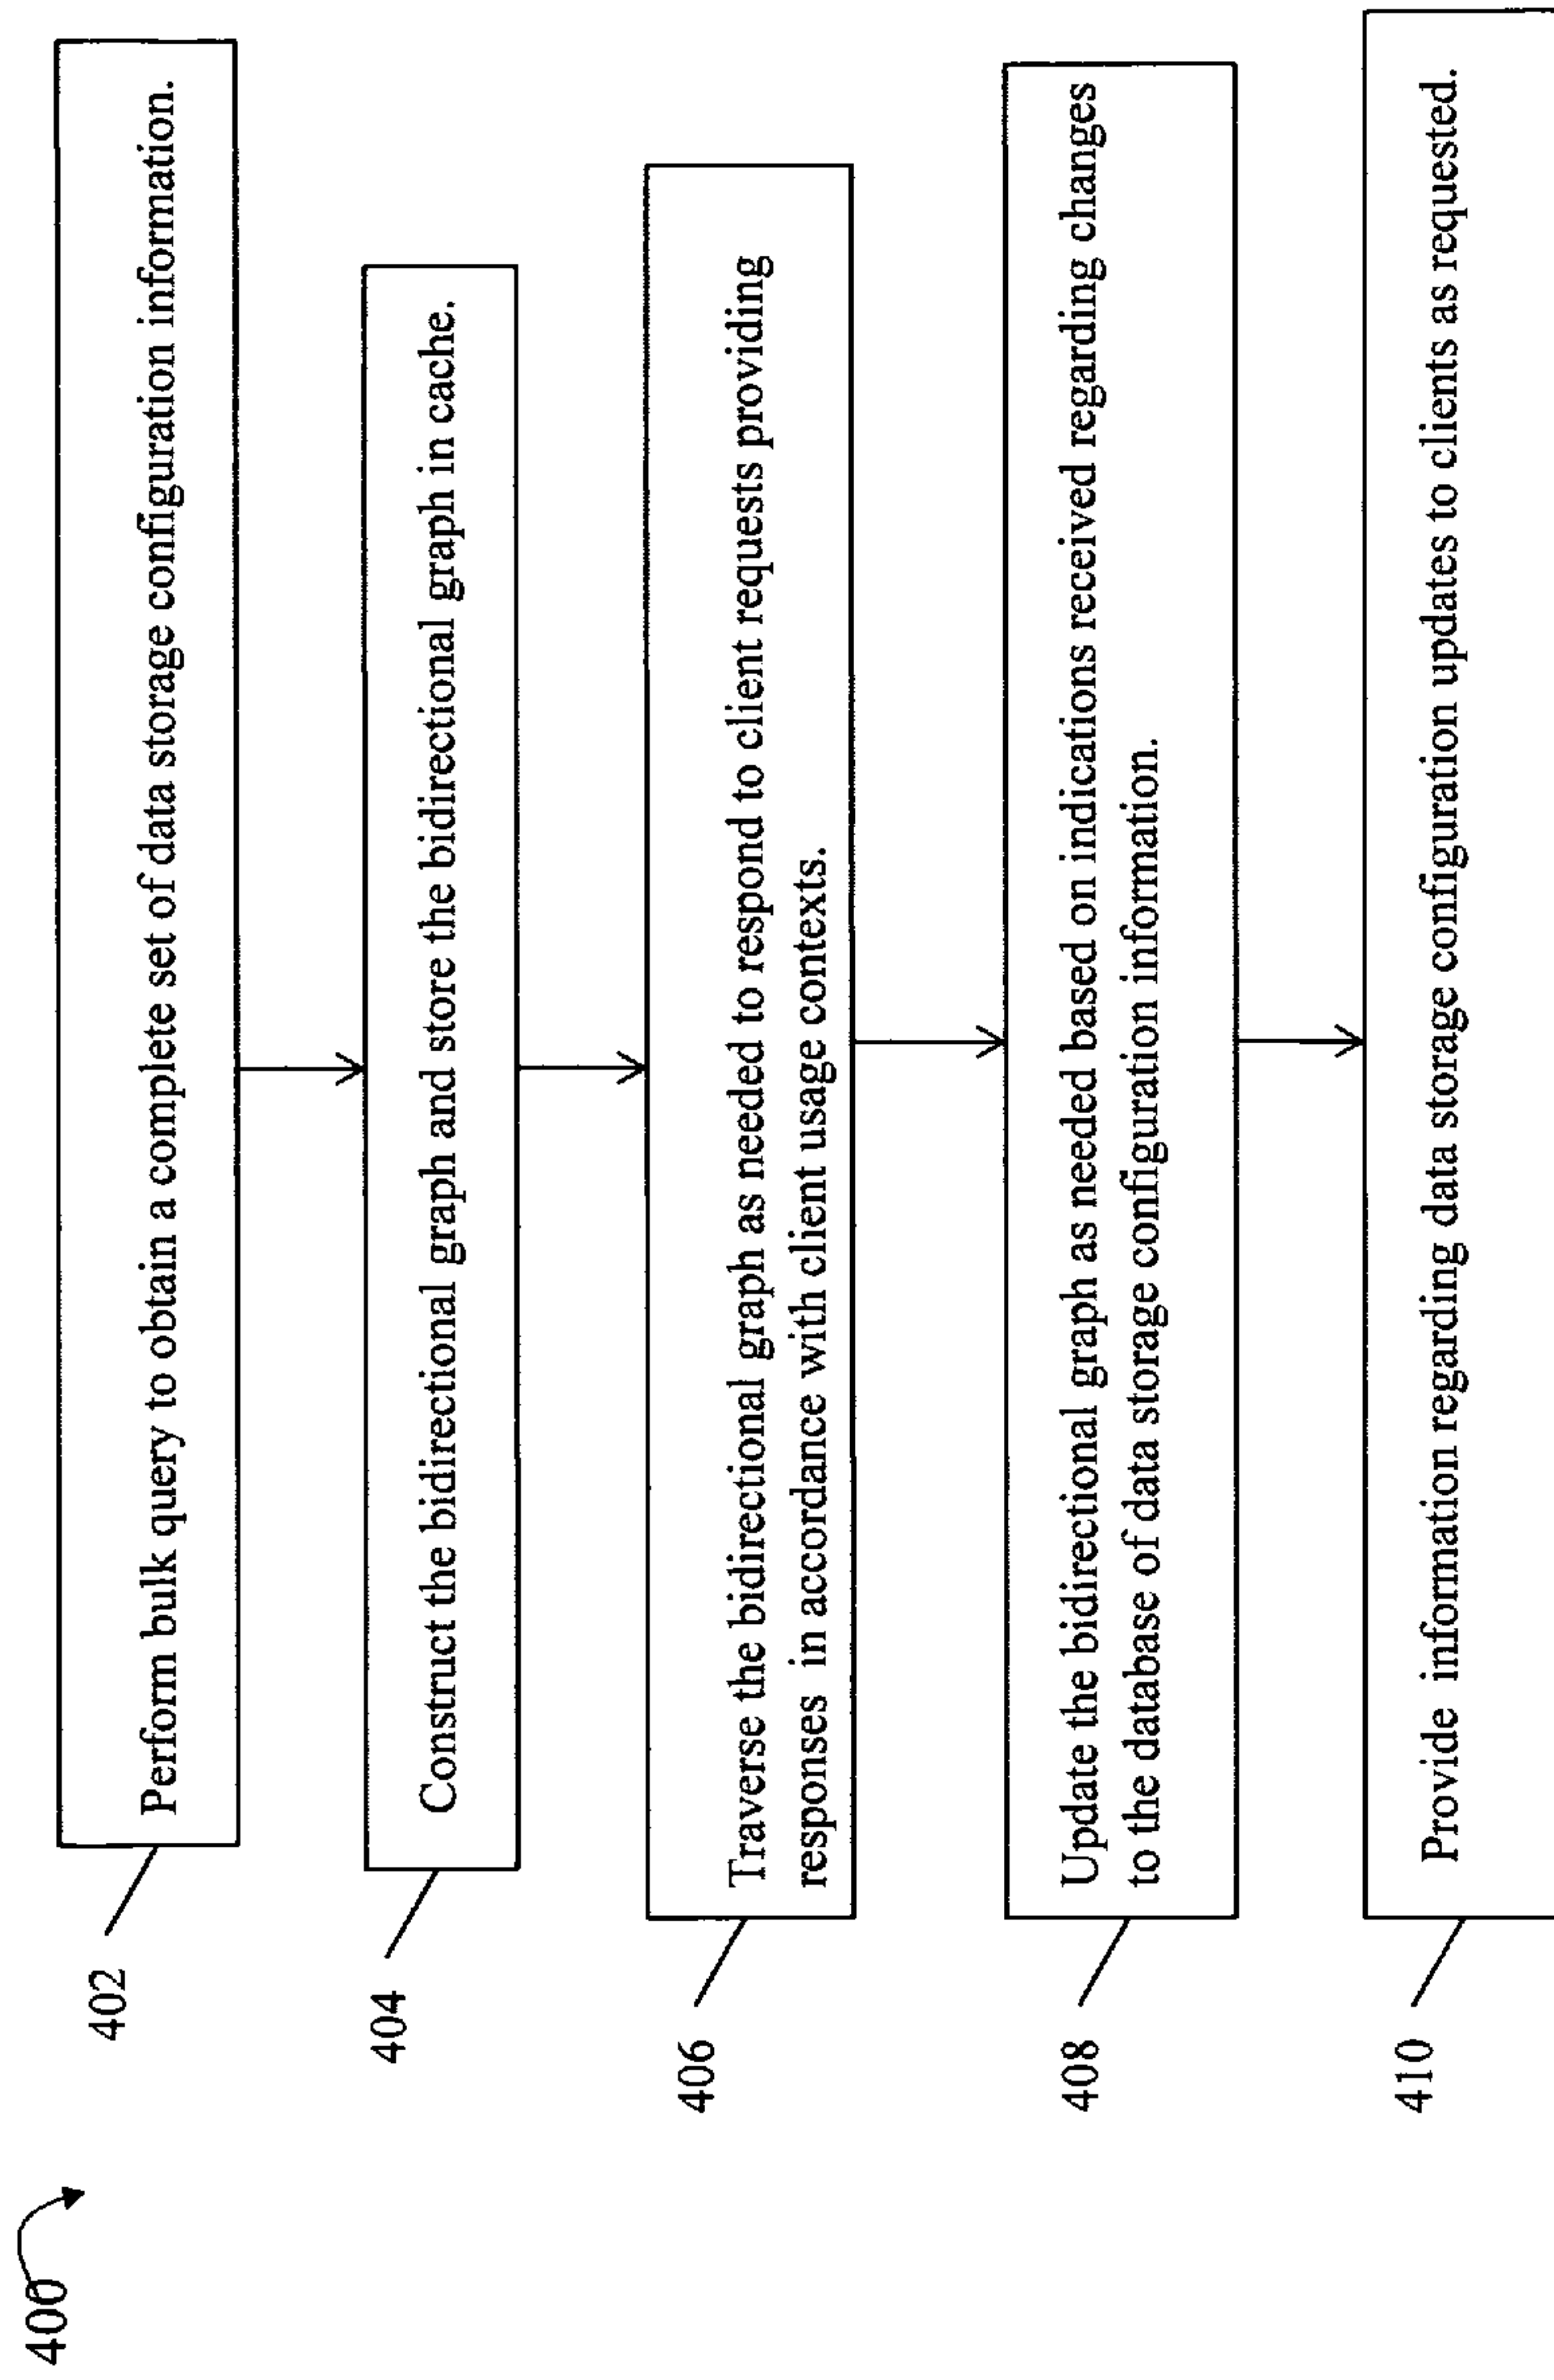 400
402
Perform bulk query to obtain a complete set of data storage configuration information.
404
Construct the bidirectional graph and store the bidirectional graph in cache.
406
Traverse the bidirectional graph as needed to respond to client requests providing
responses in accordance with client usage contexts.
408
Update the bidirectional graph as needed based on indications received regarding changes
to the database of data storage configuration information.
410
Provide information regarding data storage configuration updates to clients as requested.